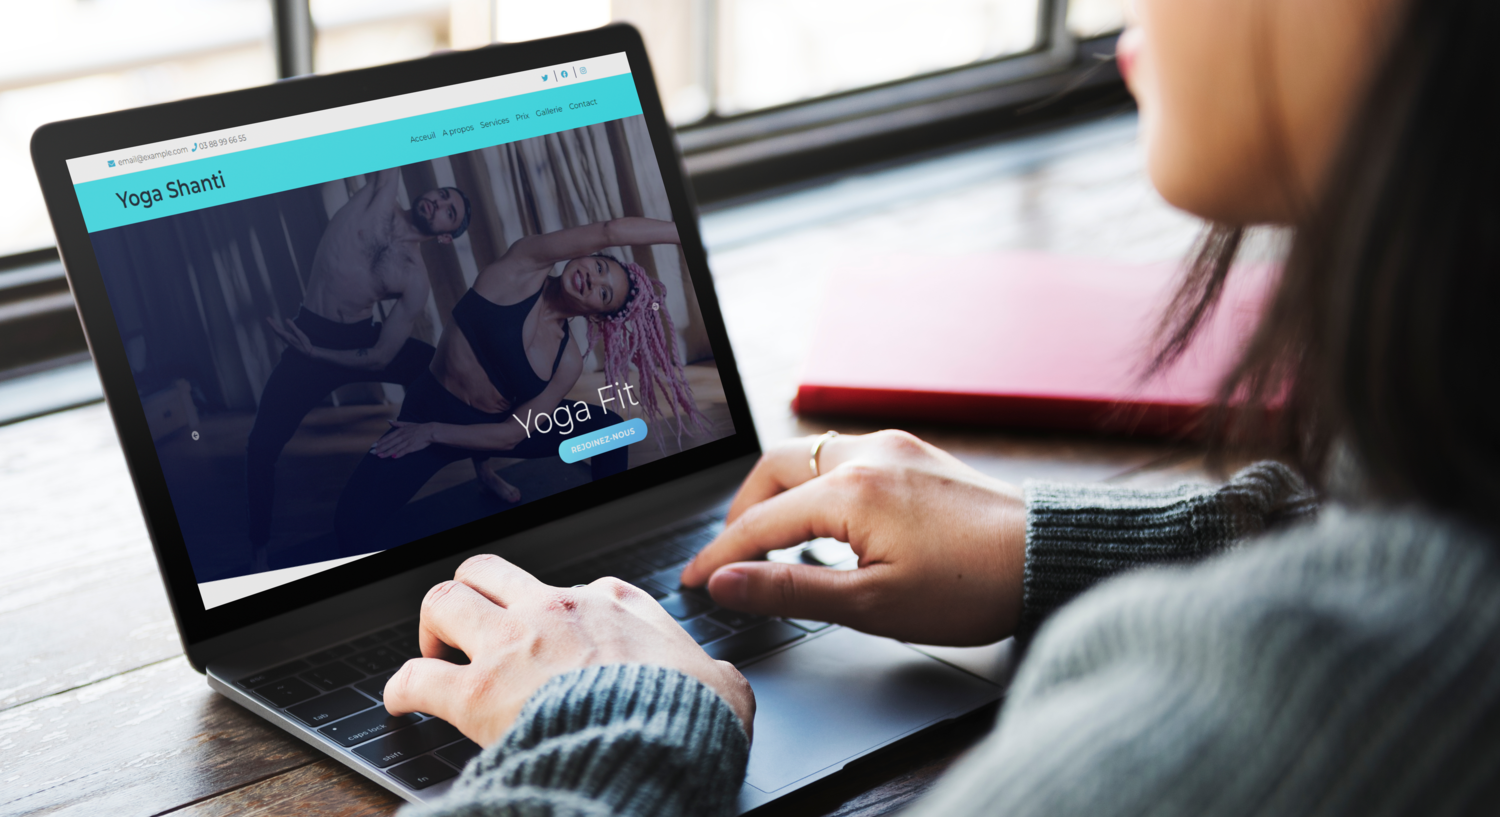 email@example.com 03 88 99 66 55
Yoga Shanti
Acceuil A propos Services Prix Gallerie Contact
Yoga Fit
REJOINEZ-NOUS
tab
caps lock
shift
fn